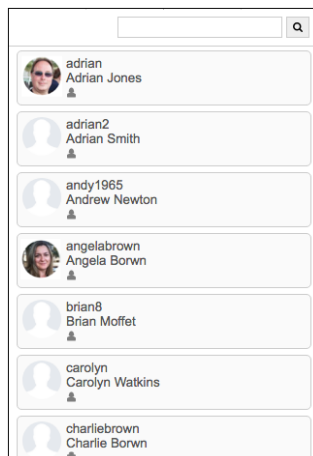 adrian
Adrian Jones
adrian2
Adrian Smith
andy1965
Andrew Newton
angelabrown
Angela Borwn
brian8
Brian Moffet
carolyn
Carolyn Watkins
charliebrown
Charlie Borwn